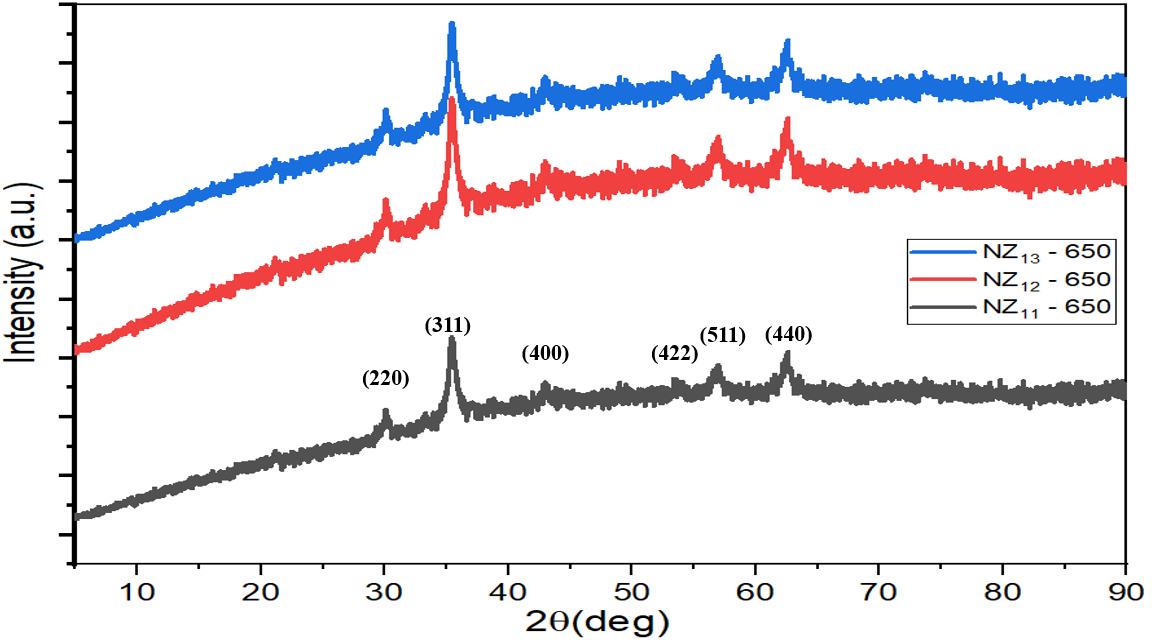 Intensity (a.u.)
NZ₁₃ - 650
NZ₁₂ - 650
NZ₁₁ - 650
(220)
(311)
(400)
(422)
(511)
(440)
10 20 30 40 50 60 70 80 90
2θ(deg)